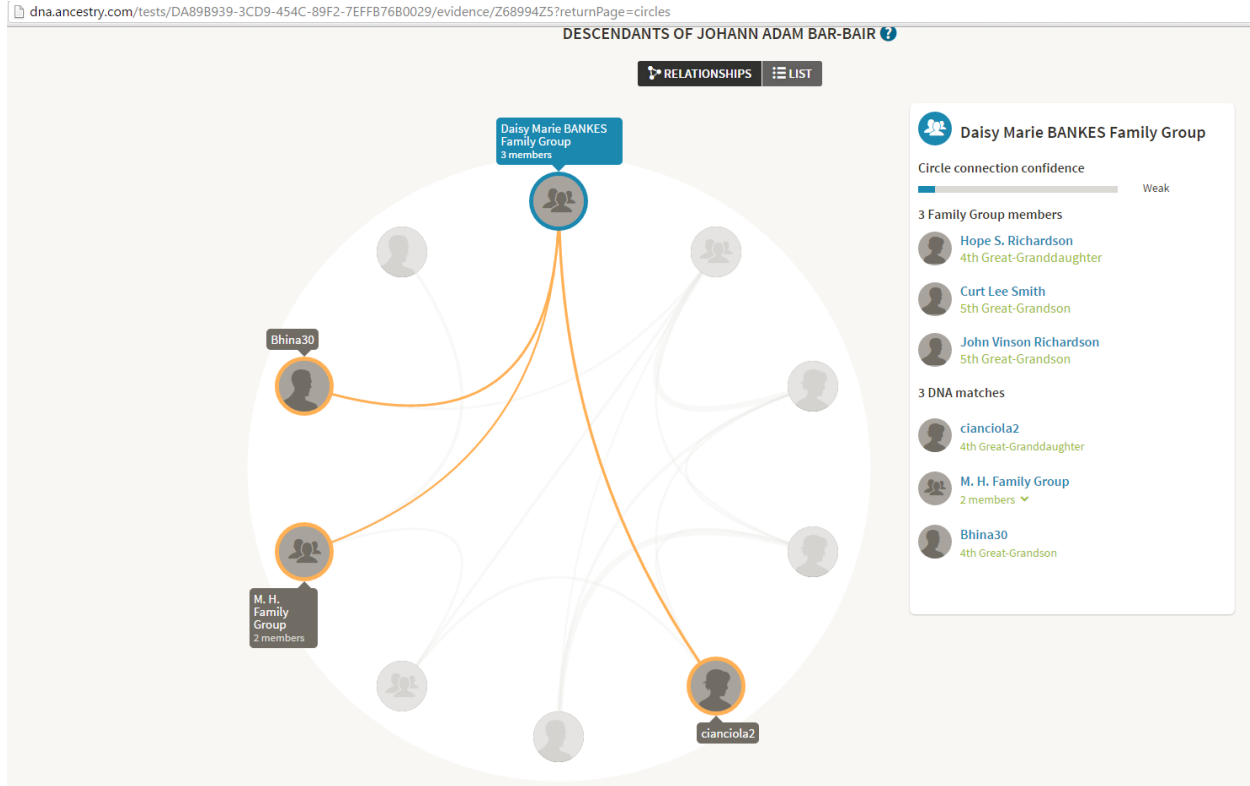 dna.ancestry.com/tests/DA89B939-3CD9-454C-89F2-7EFFB76B0029/evidence/Z68994Z5?returnPage=circles
DESCENDANTS OF JOHANN ADAM BAR-BAIR ?
RELATIONSHIPS LIST
Daisy Marie BANKES
Family Group
3 members
Bhina30
M. H.
Family
Group
2 members
cianciola2
Daisy Marie BANKES Family Group
Circle connection confidence
Weak
3 Family Group members
Hope S. Richardson
4th Great-Granddaughter
Curt Lee Smith
5th Great-Grandson
John Vinson Richardson
5th Great-Grandson
3 DNA matches
cianciola2
4th Great-Granddaughter
M. H. Family Group
2 members
Bhina30
4th Great-Grandson